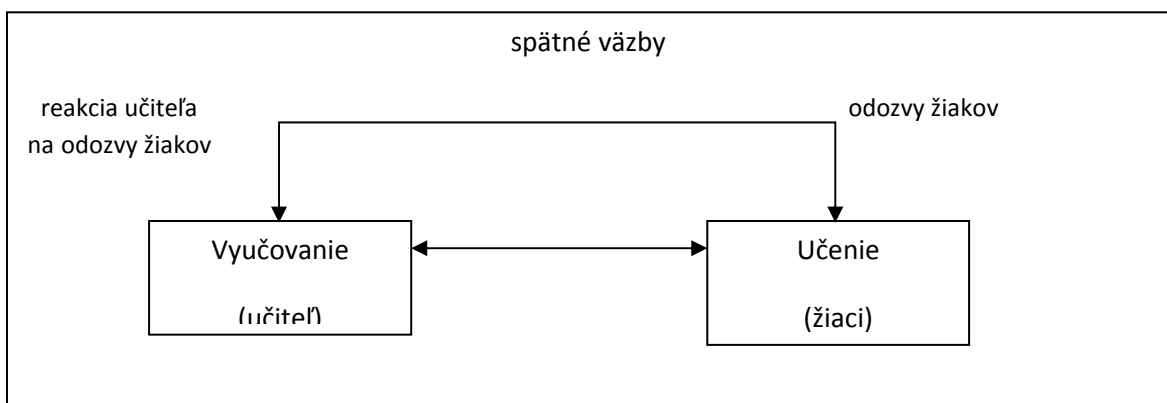 spätné väzby
reakcia učiteľa
na odozvy žiakov
odozvy žiakov
Vyučovanie
(učiteľ)
Učenie
(žiaci)